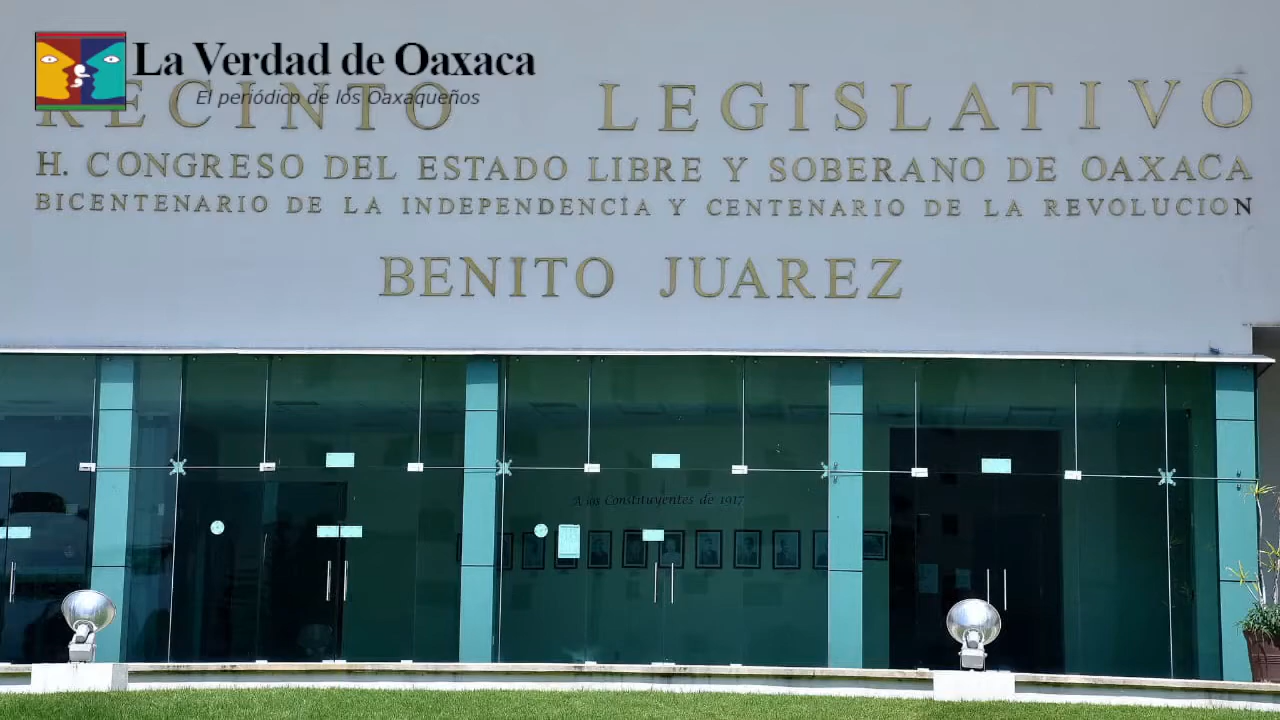 La Verdad de Oaxaca
El periódico de los Oaxaqueños
RECINTO LEGISLATIVO
H. CONGRESO DEL ESTADO LIBRE Y SOBERANO DE OAXACA
BICENTENARIO DE LA INDEPENDENCIA Y CENTENARIO DE LA REVOLUCION
BENITO JUAREZ
A los Constituyentes de 1917